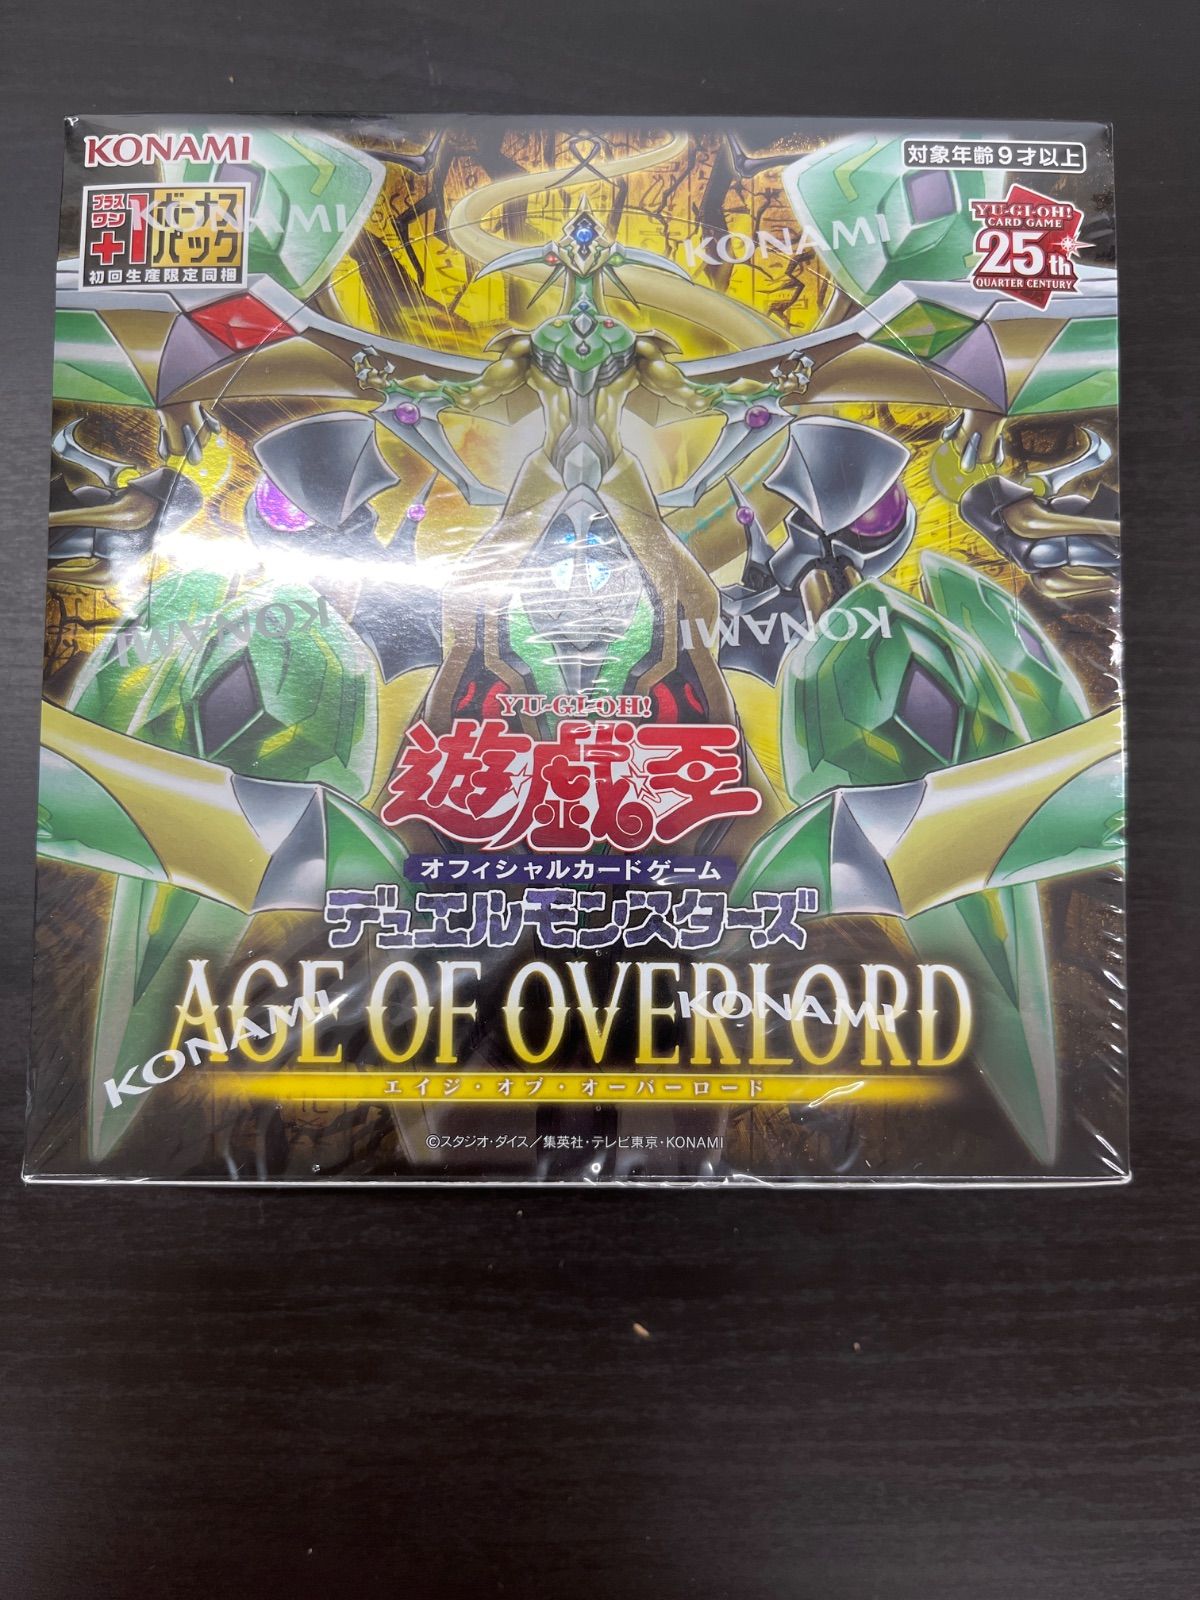 KONAMI
対象年齢9才以上
プラスワン+1ボーナスパック
初回生産限定同梱
YU-GI-OH!
CARD GAME
25th
QUARTER CENTURY
KONAMI
KONAMI
KONAMI
KONAMI
YU-GI-OH!
遊戯王
オフィシャルカードゲーム
デュエルモンスターズ
AGE OF OVERLORD
KONAMI
KONAMI
エイジ・オブ・オーバーロード
©スタジオ・ダイス/集英社・テレビ東京・KONAMI